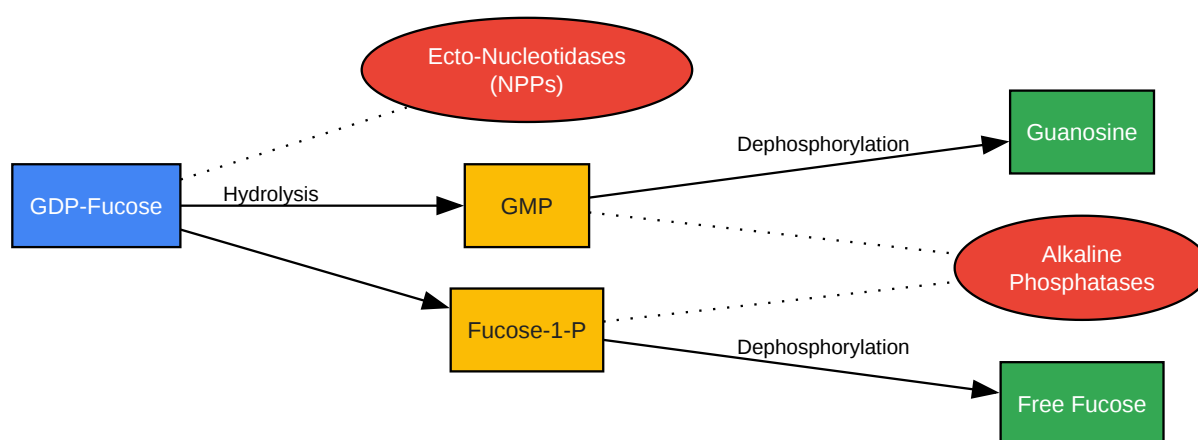 Ecto-Nucleotidases
(NPPs)
Guanosine
Dephosphorylation
GDP-Fucose
Hydrolysis
GMP
Alkaline
Phosphatases
Fucose-1-P
Dephosphorylation
Free Fucose